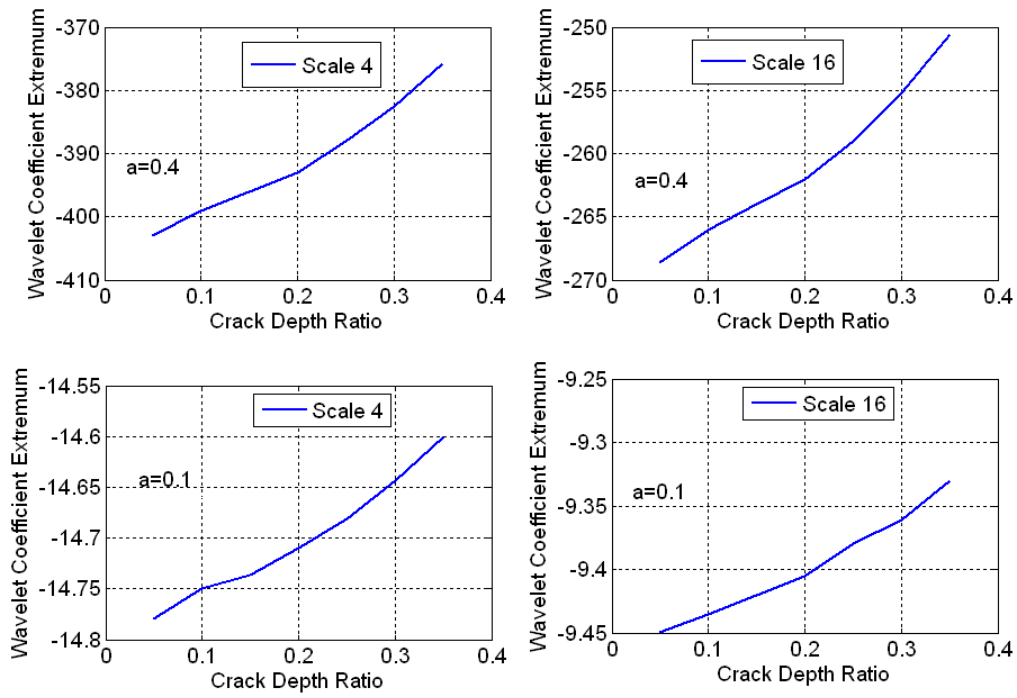 Wavelet Coefficient Extremum
-370
-380
-390
-400
-410
Scale 4
a=0.4
0
0.1
0.2
0.3
0.4
Crack Depth Ratio
Wavelet Coefficient Extremum
-250
-255
-260
-265
-270
Scale 16
a=0.4
0
0.1
0.2
0.3
0.4
Crack Depth Ratio
Wavelet Coefficient Extremum
-14.55
-14.6
-14.65
-14.7
-14.75
-14.8
Scale 4
a=0.1
0
0.1
0.2
0.3
0.4
Crack Depth Ratio
Wavelet Coefficient Extremum
-9.25
-9.3
-9.35
-9.4
-9.45
Scale 16
a=0.1
0
0.1
0.2
0.3
0.4
Crack Depth Ratio